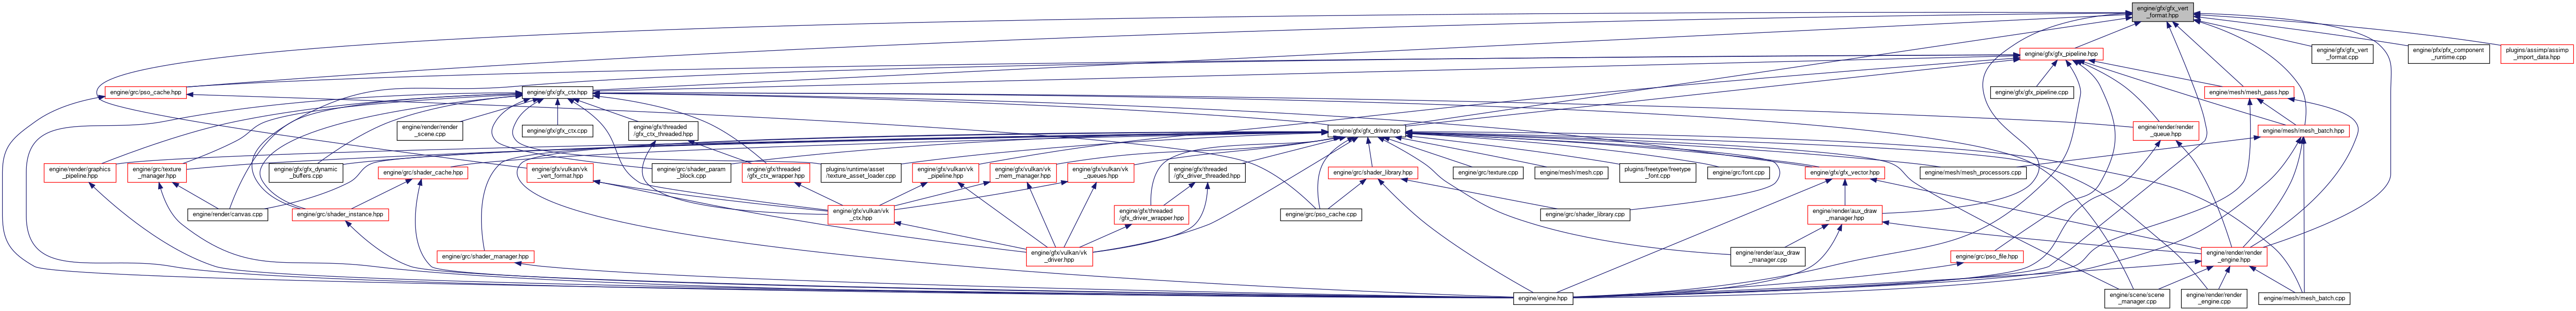 engine/gfx/gfx_vert
_format.hpp
engine/gfx/gfx_pipeline.hpp
engine/gfx/gfx_vert
_format.cpp
engine/pfx/pfx_component
_runtime.cpp
plugins/assimp/assimp
_import_data.hpp
engine/grc/pso_cache.hpp
engine/gfx/gfx_ctx.hpp
engine/gfx/gfx_pipeline.cpp
engine/mesh/mesh_pass.hpp
engine/render/render
_scene.cpp
engine/gfx/gfx_ctx.cpp
engine/gfx/threaded
/gfx_ctx_threaded.hpp
engine/gfx/gfx_driver.hpp
engine/render/render
_queue.hpp
engine/mesh/mesh_batch.hpp
engine/render/graphics
_pipeline.hpp
engine/grc/texture
_manager.hpp
engine/gfx/gfx_dynamic
_buffers.cpp
engine/grc/shader_cache.hpp
engine/gfx/vulkan/vk
_vert_format.hpp
engine/grc/shader_param
_block.cpp
engine/gfx/threaded
/gfx_ctx_wrapper.hpp
plugins/runtime/asset
/texture_asset_loader.cpp
engine/gfx/vulkan/vk
_pipeline.hpp
engine/gfx/vulkan/vk
_mem_manager.hpp
engine/gfx/vulkan/vk
_queues.hpp
engine/gfx/threaded
/gfx_driver_threaded.hpp
engine/grc/shader_library.hpp
engine/grc/texture.cpp
engine/mesh/mesh.cpp
plugins/freetype/freetype
_font.cpp
engine/grc/font.cpp
engine/gfx/gfx_vector.hpp
engine/mesh/mesh_processors.cpp
engine/render/canvas.cpp
engine/grc/shader_instance.hpp
engine/gfx/vulkan/vk
_ctx.hpp
engine/gfx/threaded
/gfx_driver_wrapper.hpp
engine/grc/pso_cache.cpp
engine/grc/shader_library.cpp
engine/render/aux_draw
_manager.hpp
engine/grc/shader_manager.hpp
engine/gfx/vulkan/vk
_driver.hpp
engine/render/aux_draw
_manager.cpp
engine/grc/pso_file.hpp
engine/render/render
_engine.hpp
engine/engine.hpp
engine/scene/scene
_manager.cpp
engine/render/render
_engine.cpp
engine/mesh/mesh_batch.cpp